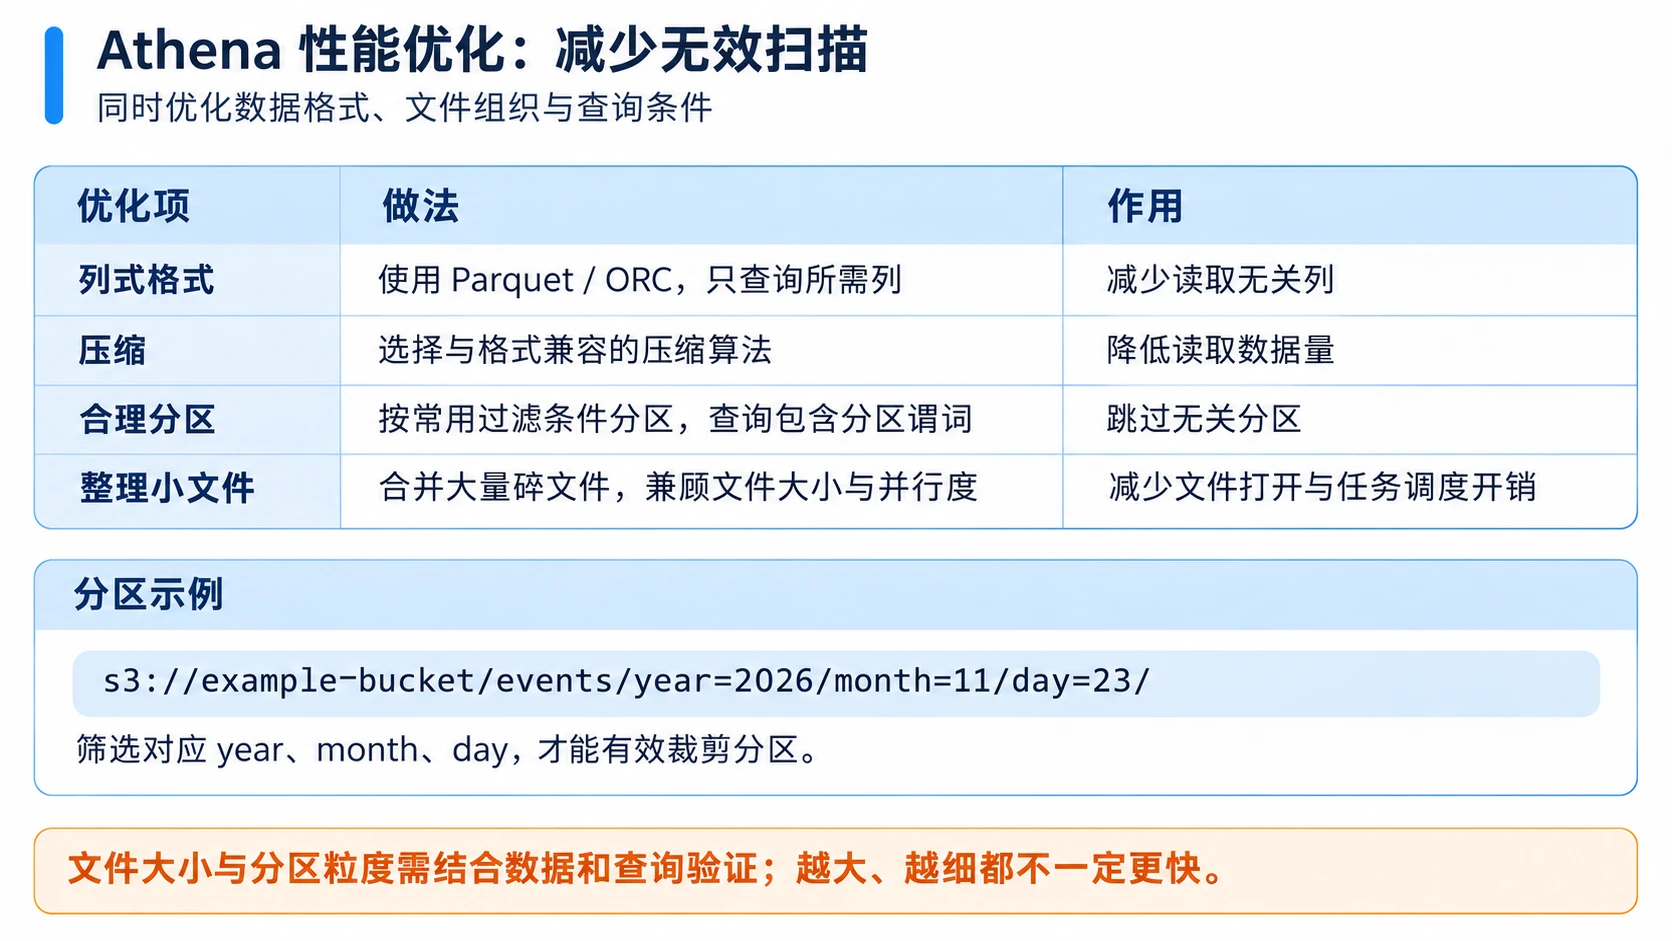 Athena 性能优化：减少无效扫描
同时优化数据格式、文件组织与查询条件
优化项 做法 作用
列式格式 使用 Parquet / ORC，只查询所需列 减少读取无关列
压缩 选择与格式兼容的压缩算法 降低读取数据量
合理分区 按常用过滤条件分区，查询包含分区谓词 跳过无关分区
整理小文件 合并大量碎文件，兼顾文件大小与并行度 减少文件打开与任务调度开销
分区示例
s3://example-bucket/events/year=2026/month=11/day=23/
筛选对应 year、month、day，才能有效裁剪分区。
文件大小与分区粒度需结合数据和查询验证；越大、越细都不一定更快。